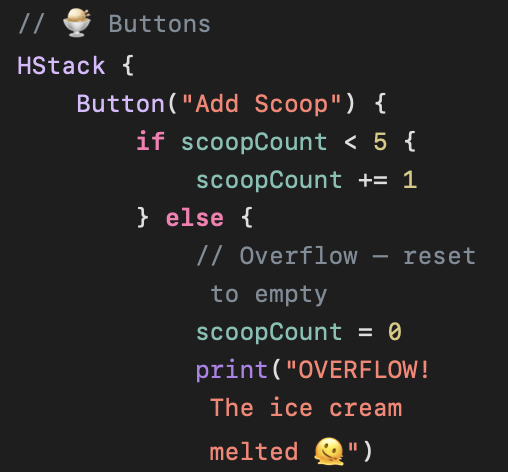 // 🍨 Buttons
HStack {
Button("Add Scoop") {
if scoopCount < 5 {
scoopCount += 1
} else {
// Overflow — reset
to empty
scoopCount = 0
print("OVERFLOW!
The ice cream
melted 🫠")